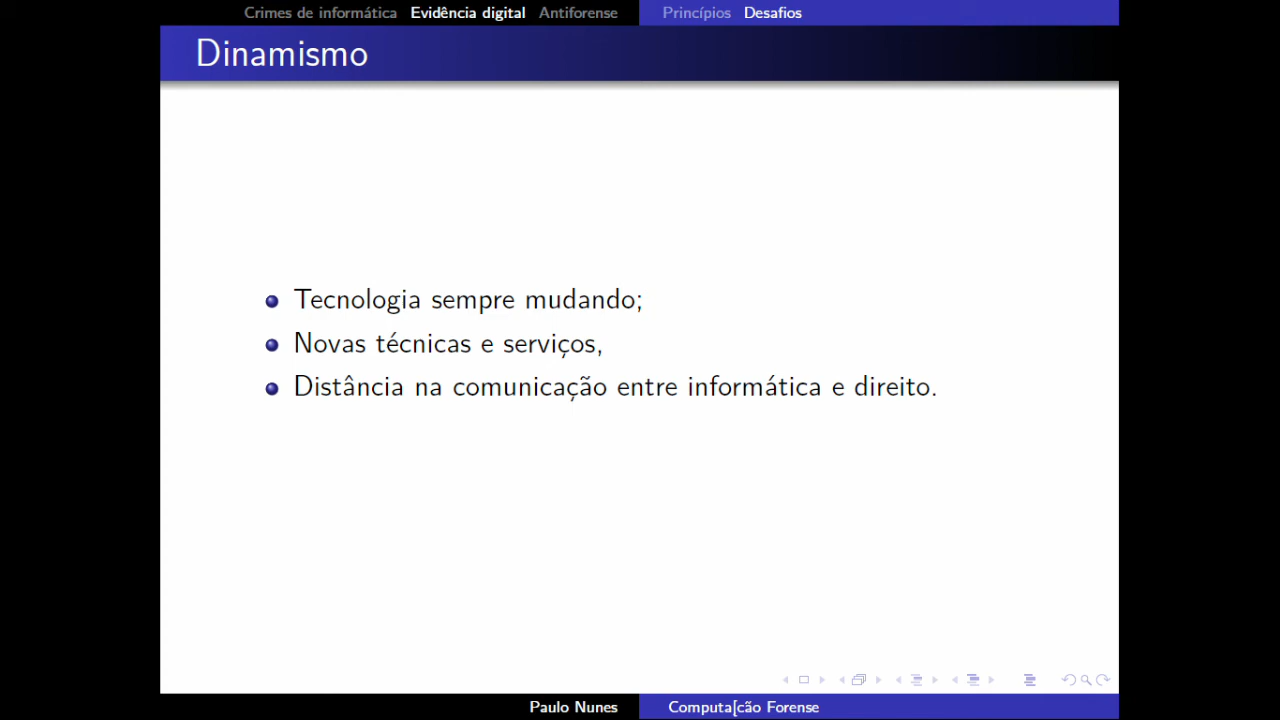 Crimes de informática Evidência digital Antiforense Princípios Desafios
Dinamismo
Tecnologia sempre mudando;
Novas técnicas e serviços,
Distância na comunicação entre informática e direito.
Paulo Nunes Computa[cão Forense